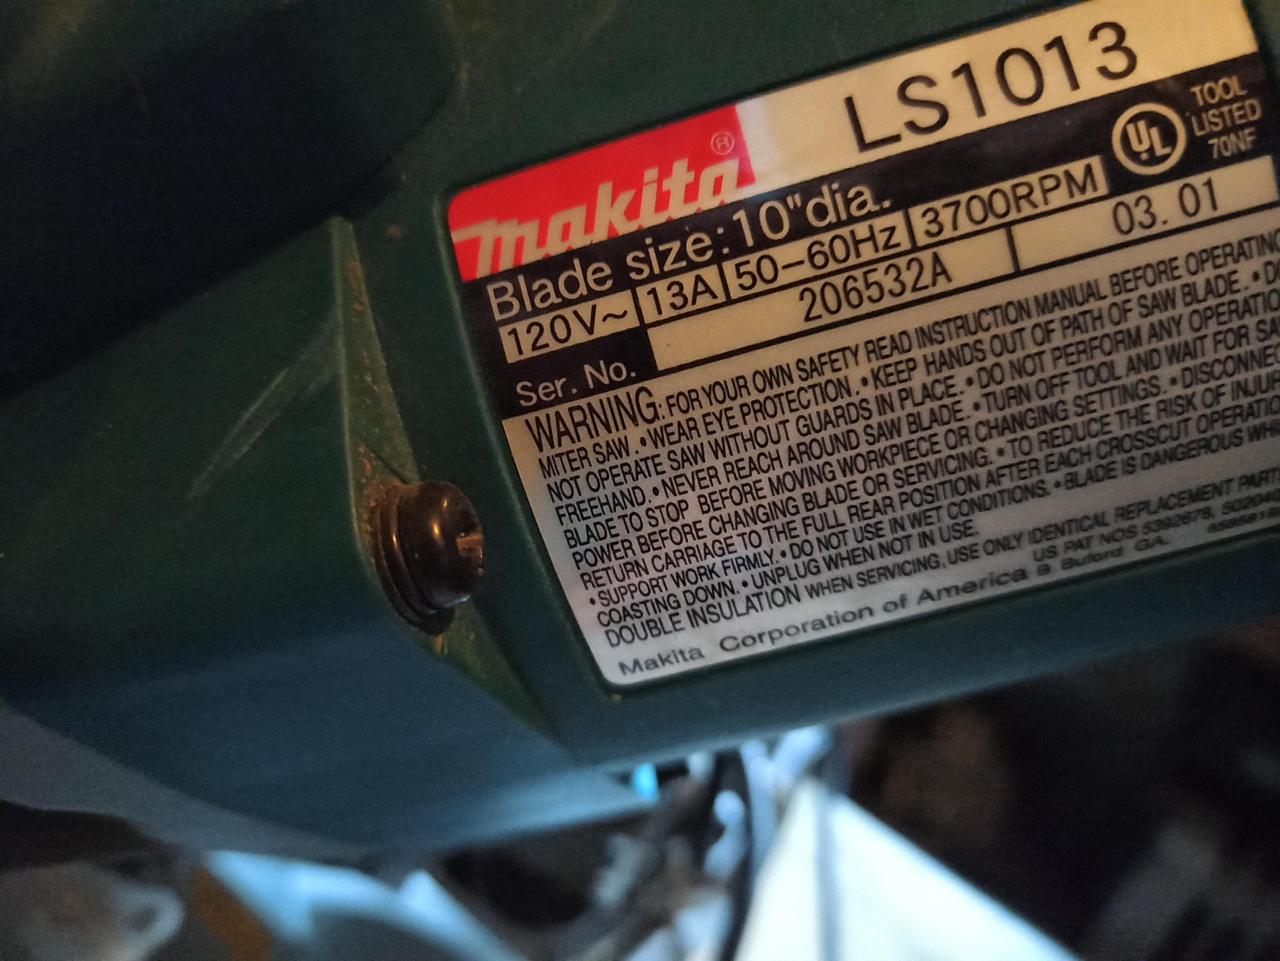 makita® LS1013
Blade size: 10"dia. UL TOOL
LISTED
70NF
120V~ 13A 50-60Hz 3700RPM
Ser. No. 206532A 03. 01
WARNING: FOR YOUR OWN SAFETY READ INSTRUCTION MANUAL BEFORE OPERATING
MITER SAW. • WEAR EYE PROTECTION. • KEEP HANDS OUT OF PATH OF SAW BLADE. •
NOT OPERATE SAW WITHOUT GUARDS IN PLACE. • DO NOT PERFORM ANY OPERATION
FREEHAND. • NEVER REACH AROUND SAW BLADE. • TURN OFF TOOL AND WAIT FOR
BLADE TO STOP BEFORE MOVING WORKPIECE OR CHANGING SETTINGS. • DISCONNECT
POWER BEFORE CHANGING BLADE OR SERVICING. • TO REDUCE THE RISK OF
RETURN CARRIAGE TO THE FULL REAR POSITION AFTER EACH CROSSCUT
• SUPPORT WORK FIRMLY. • DO NOT USE IN WET CONDITIONS. • BLADE IS DANGEROUS
COASTING DOWN. • UNPLUG WHEN NOT IN USE.
DOUBLE INSULATION WHEN SERVICING, USE ONLY IDENTICAL REPLACEMENT
US PAT NOS 5392678,
Makita Corporation of America Buford GA.